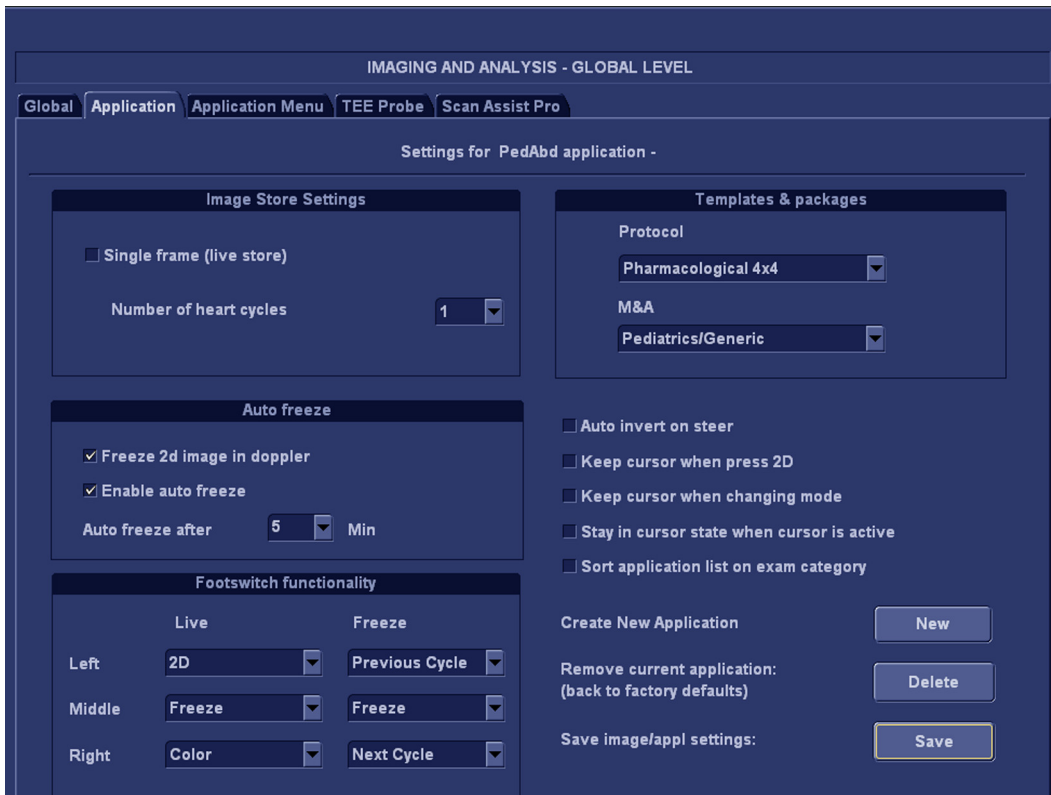 IMAGING AND ANALYSIS - GLOBAL LEVEL
Global Application Application Menu TEE Probe Scan Assist Pro
Settings for PedAbd application -
Image Store Settings
Single frame (live store)
Number of heart cycles 1
Templates & packages
Protocol
Pharmacological 4x4
M&A
Pediatrics/Generic
Auto freeze
Freeze 2d image in doppler
Enable auto freeze
Auto freeze after 5 Min
Auto invert on steer
Keep cursor when press 2D
Keep cursor when changing mode
Stay in cursor state when cursor is active
Sort application list on exam category
Footswitch functionality
Live Freeze
Left 2D Previous Cycle
Middle Freeze Freeze
Right Color Next Cycle
Create New Application New
Remove current application:
(back to factory defaults) Delete
Save image/appl settings: Save